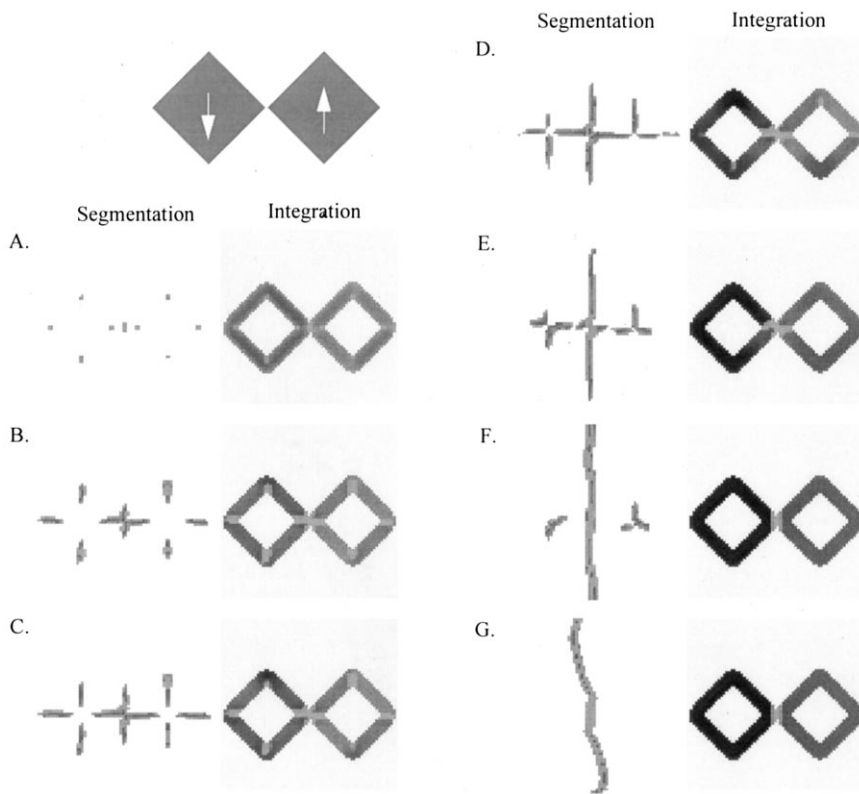 Segmentation Integration
A.
B.
C.
Segmentation Integration
D.
E.
F.
G.